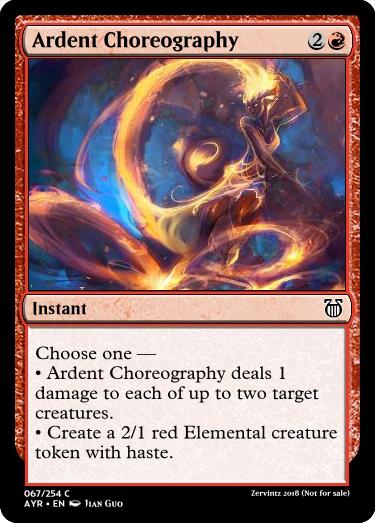 Ardent Choreography 2
Instant
Choose one —
• Ardent Choreography deals 1
damage to each of up to two target
creatures.
• Create a 2/1 red Elemental creature
token with haste.
067/254 C
AYR • EN Jian Guo
Zervintz 2018 (Not for sale)